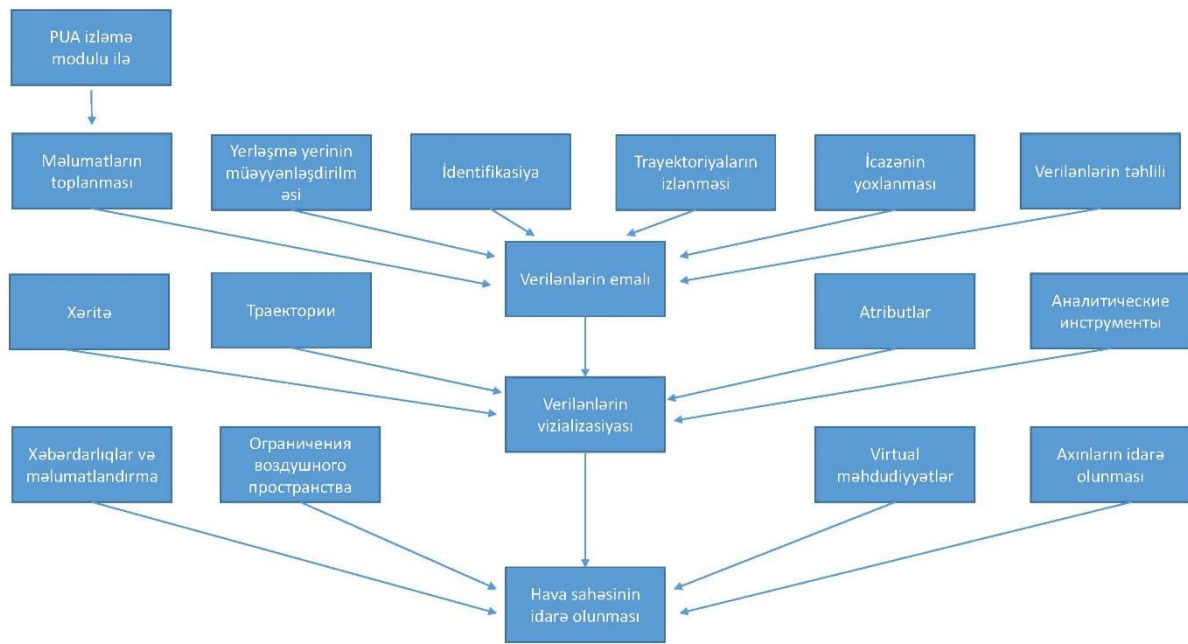 PUA izləmə
modulu ilə
Məlumatların
toplanması
Yerləşmə yerinin
müəyyənləşdirilm
əsi
İdentifikasiya
Trayektoriyaların
izlənməsi
İcazənin
yoxlanması
Verilənlərin təhlili
Verilənlərin emalı
Xəritə
Траектории
Atributlar
Аналитические
инструменты
Verilənlərin
vizializasiyası
Xəbərdarlıqlar və
məlumatlandırma
Ограничения
воздушного
пространства
Virtual
məhdudiyyətlər
Axınların idarə
olunması
Hava sahəsinin
idarə olunması